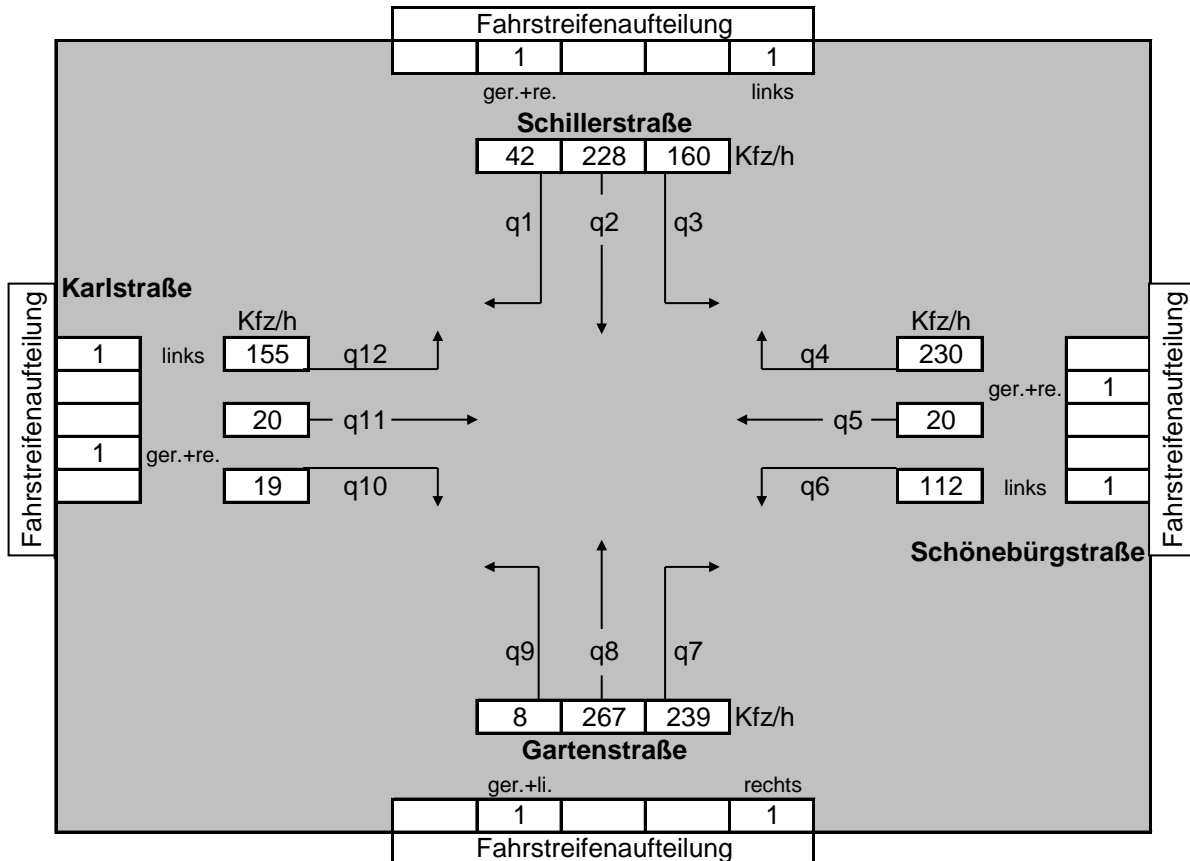 Fahrstreifenaufteilung
1 1
ger.+re. links
Schillerstraße
42 228 160 Kfz/h
q1 q2 q3
Fahrstreifenaufteilung
Karlstraße
Kfz/h
1 links 155 q12
20 q11
1 ger.+re.
19 q10
Kfz/h
q4 230
ger.+re. 1
q5 20
q6 112 links 1
Schönebürgstraße
Fahrstreifenaufteilung
q9 q8 q7
8 267 239 Kfz/h
Gartenstraße
ger.+li. rechts
1 1
Fahrstreifenaufteilung